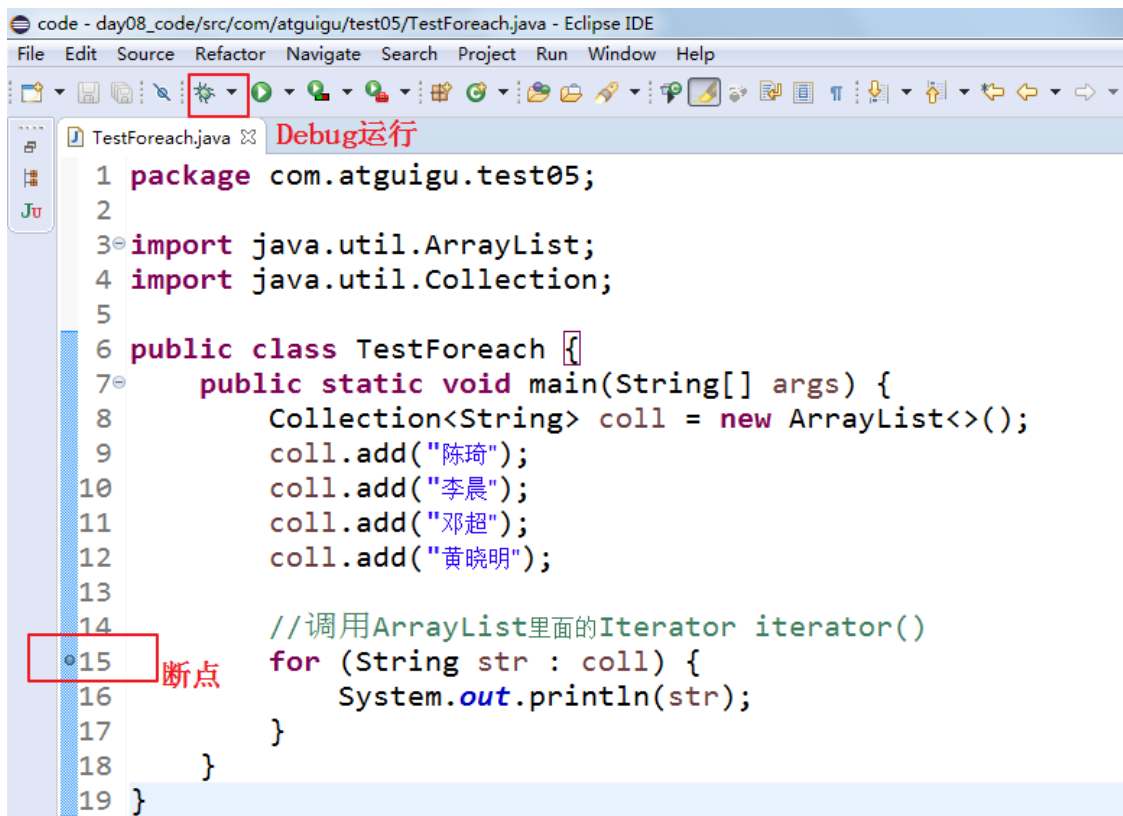 code - day08_code/src/com/atguigu/test05/TestForeach.java - Eclipse IDE
File Edit Source Refactor Navigate Search Project Run Window Help
TestForeach.java Debug运行
Ju
1 package com.atguigu.test05;
2
3 import java.util.ArrayList;
4 import java.util.Collection;
5
6 public class TestForeach {
7 public static void main(String[] args) {
8 Collection<String> coll = new ArrayList<>();
9 coll.add("陈琦");
10 coll.add("李晨");
11 coll.add("邓超");
12 coll.add("黄晓明");
13
14 //调用ArrayList里面的Iterator iterator()
15 断点 for (String str : coll) {
16 System.out.println(str);
17 }
18 }
19 }